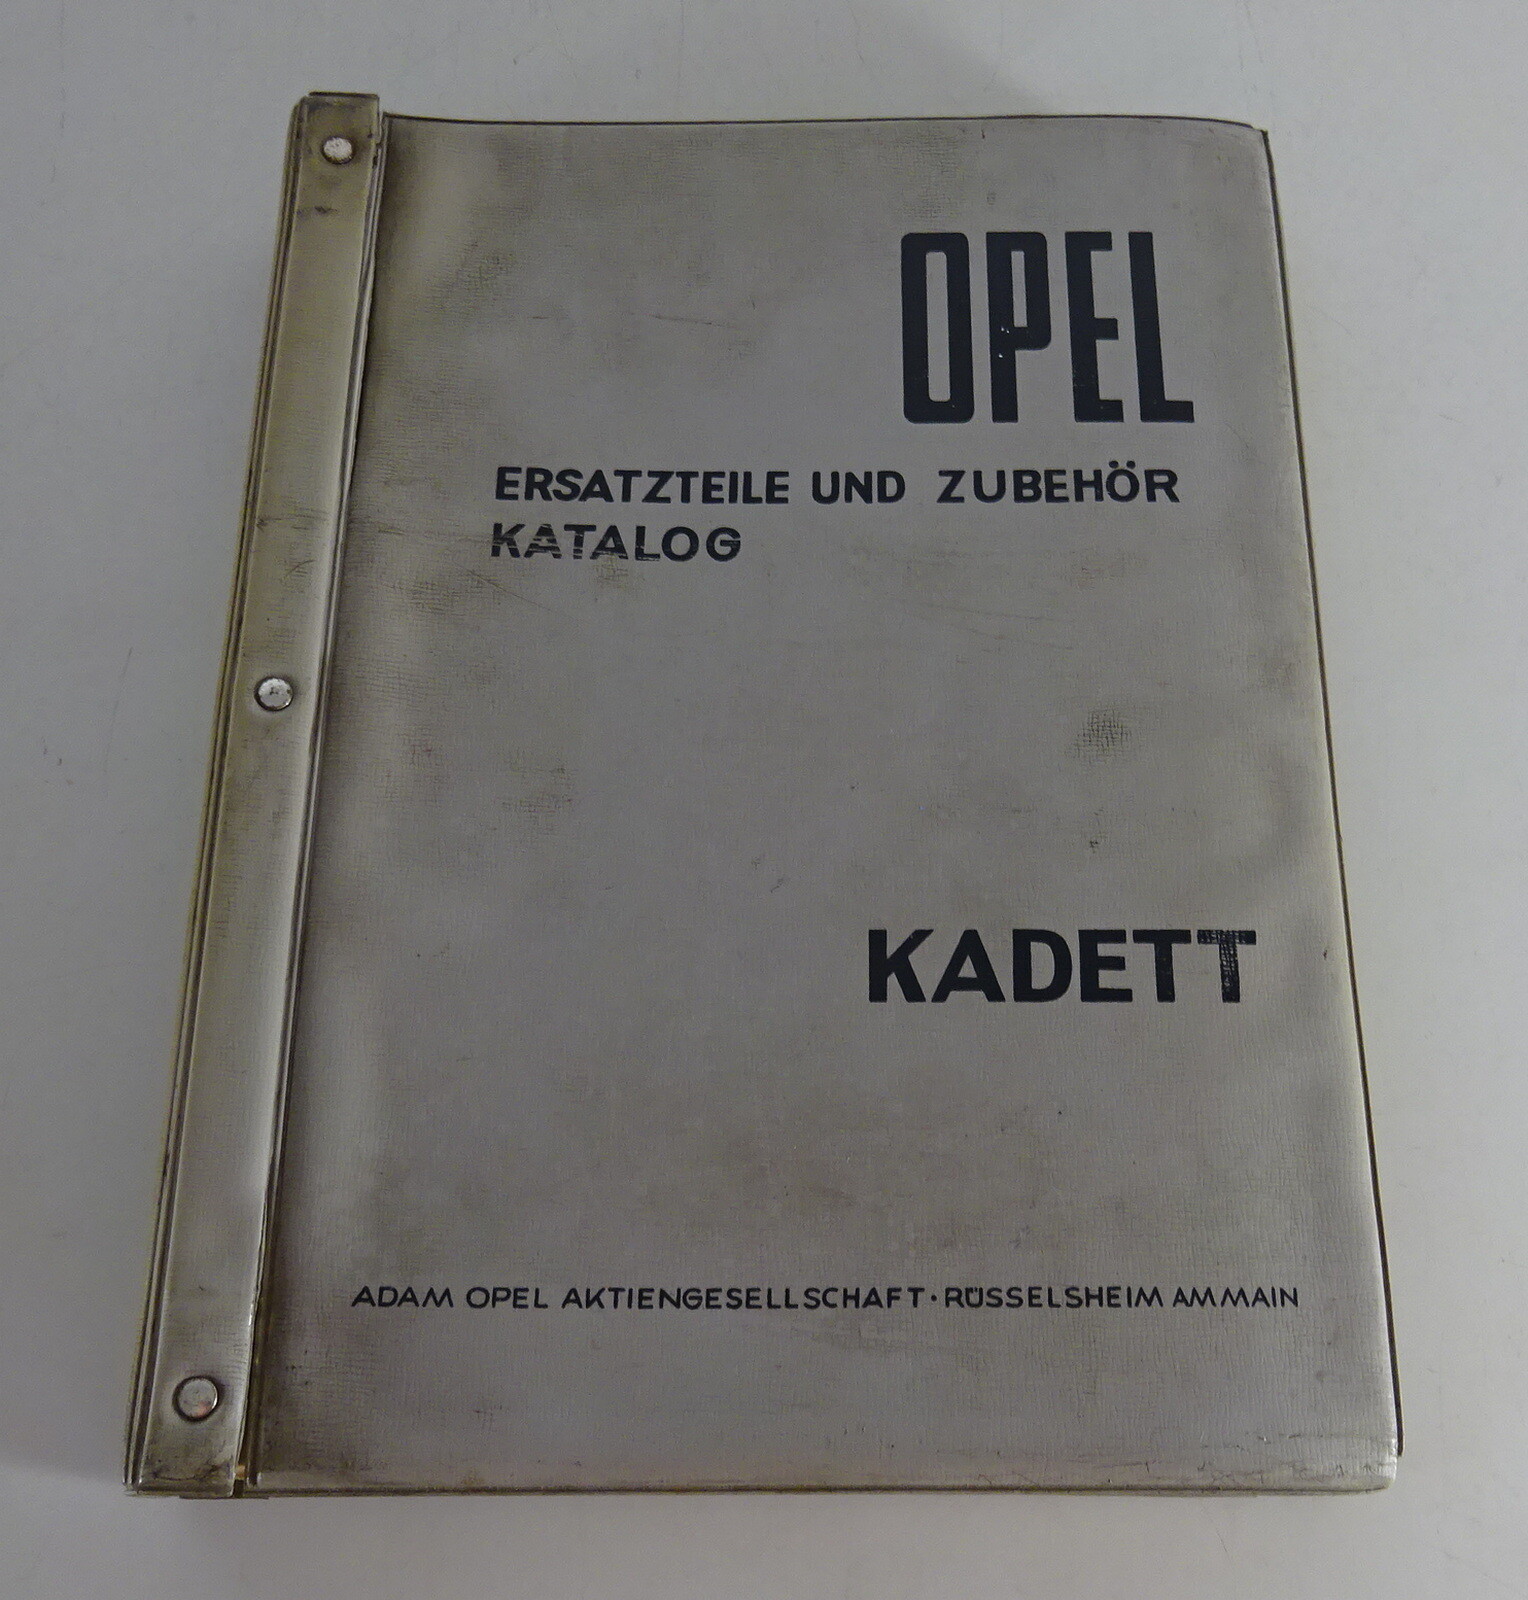 OPEL
ERSATZTEILE UND ZUBEHÖR
KATALOG
KADETT
ADAM OPEL AKTIENGESELLSCHAFT · RÜSSELSHEIM AM MAIN